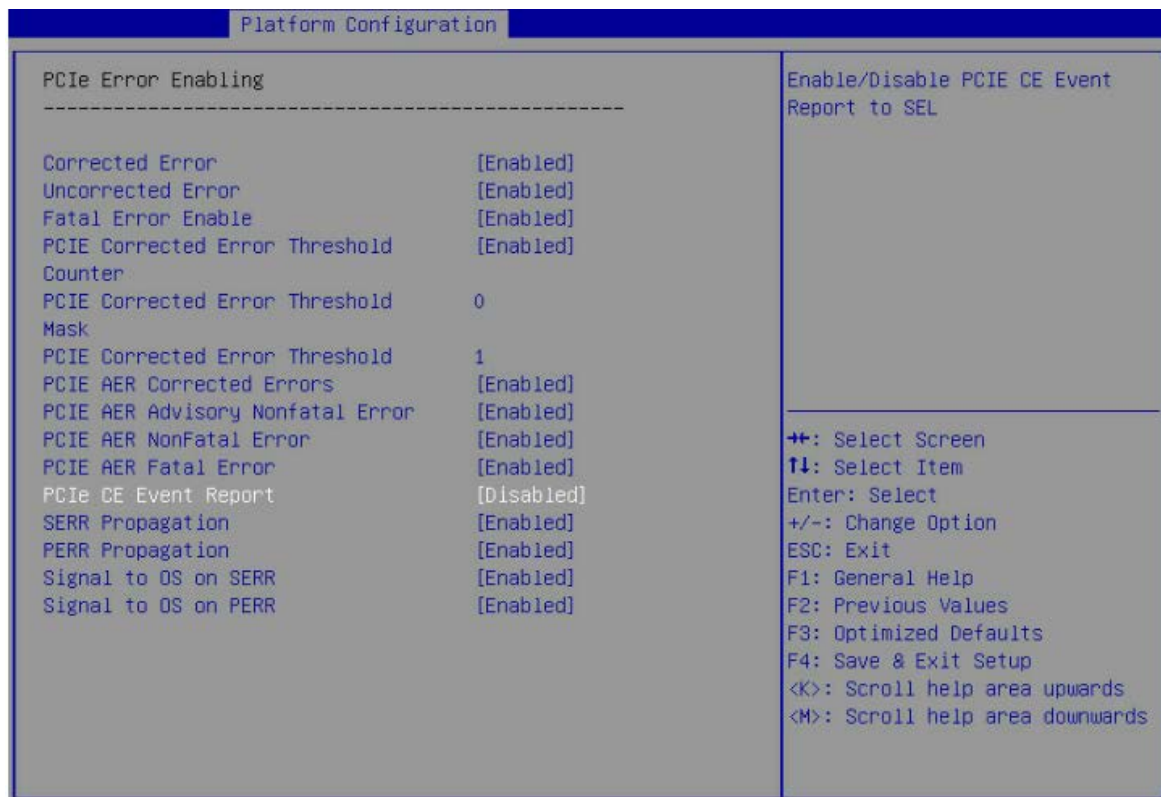 Platform Configuration
PCIe Error Enabling
--------------------------------------------------
Corrected Error [Enabled]
Uncorrected Error [Enabled]
Fatal Error Enable [Enabled]
PCIE Corrected Error Threshold [Enabled]
Counter
PCIE Corrected Error Threshold 0
Mask
PCIE Corrected Error Threshold 1
PCIE AER Corrected Errors [Enabled]
PCIE AER Advisory Nonfatal Error [Enabled]
PCIE AER NonFatal Error [Enabled]
PCIE AER Fatal Error [Enabled]
PCIe CE Event Report [Disabled]
SERR Propagation [Enabled]
PERR Propagation [Enabled]
Signal to OS on SERR [Enabled]
Signal to OS on PERR [Enabled]
Enable/Disable PCIE CE Event
Report to SEL
→←: Select Screen
↑↓: Select Item
Enter: Select
+/-: Change Option
ESC: Exit
F1: General Help
F2: Previous Values
F3: Optimized Defaults
F4: Save & Exit Setup
<K>: Scroll help area upwards
<M>: Scroll help area downwards